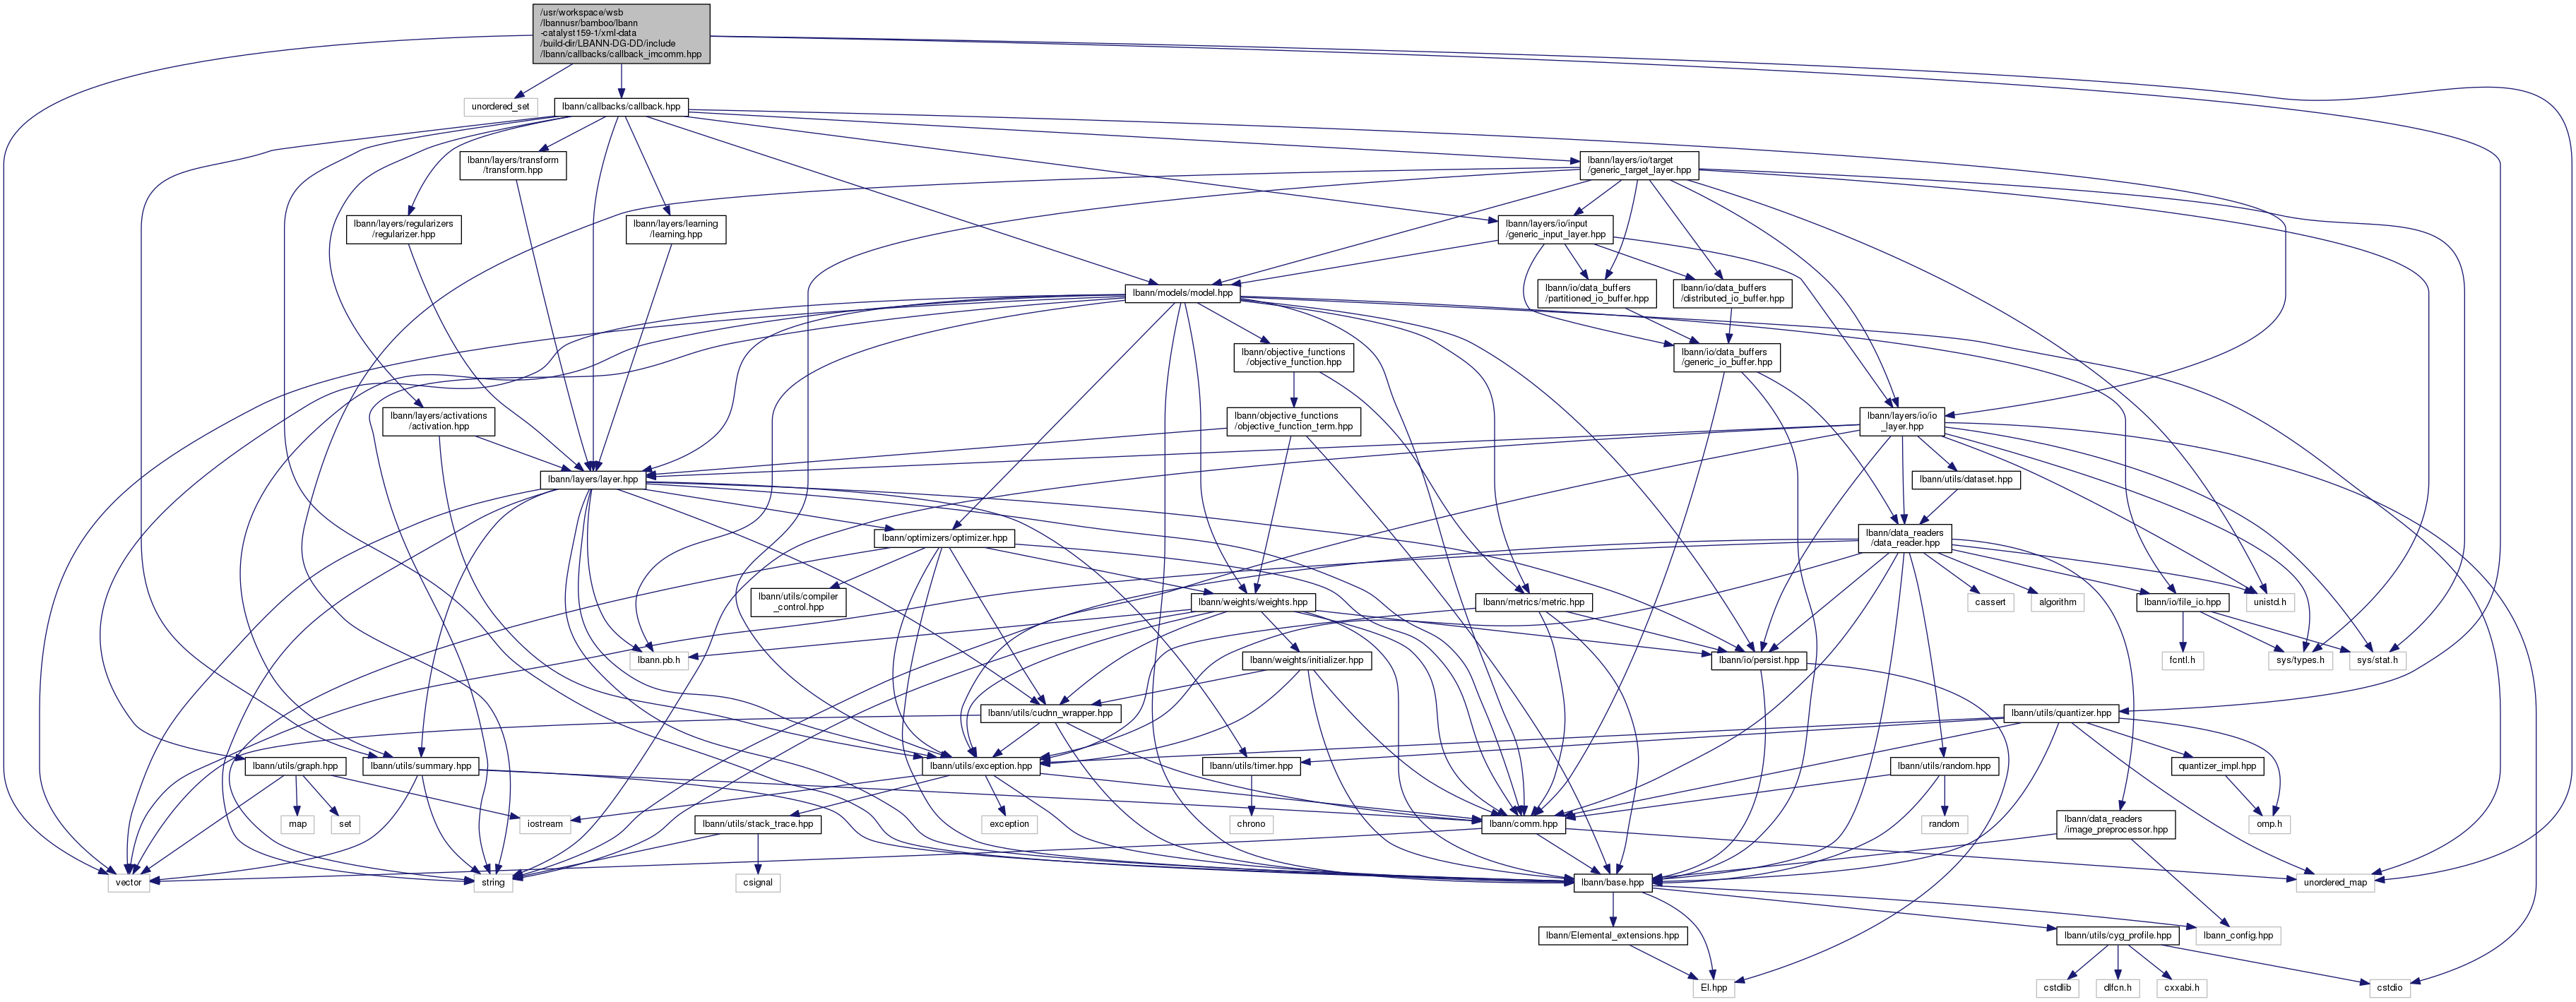 /usr/workspace/wsb
/lbannusr/bamboo/lbann
-catalyst159-1/xml-data
/build-dir/LBANN-DG-DD/include
/lbann/callbacks/callback_imcomm.hpp
unordered_set
lbann/callbacks/callback.hpp
lbann/layers/transform
/transform.hpp
lbann/layers/io/target
/generic_target_layer.hpp
lbann/layers/regularizers
/regularizer.hpp
lbann/layers/learning
/learning.hpp
lbann/layers/io/input
/generic_input_layer.hpp
lbann/models/model.hpp
lbann/io/data_buffers
/partitioned_io_buffer.hpp
lbann/io/data_buffers
/distributed_io_buffer.hpp
lbann/objective_functions
/objective_function.hpp
lbann/io/data_buffers
/generic_io_buffer.hpp
lbann/layers/activations
/activation.hpp
lbann/objective_functions
/objective_function_term.hpp
lbann/layers/io/io
_layer.hpp
lbann/layers/layer.hpp
lbann/utils/dataset.hpp
lbann/optimizers/optimizer.hpp
lbann/data_readers
/data_reader.hpp
lbann/utils/compiler
_control.hpp
lbann/weights/weights.hpp
lbann/metrics/metric.hpp
cassert
algorithm
lbann/io/file_io.hpp
unistd.h
lbann.pb.h
lbann/weights/initializer.hpp
lbann/io/persist.hpp
fcntl.h
sys/types.h
sys/stat.h
lbann/utils/cudnn_wrapper.hpp
lbann/utils/quantizer.hpp
lbann/utils/graph.hpp
lbann/utils/summary.hpp
lbann/utils/exception.hpp
lbann/utils/timer.hpp
lbann/utils/random.hpp
quantizer_impl.hpp
map
set
iostream
lbann/utils/stack_trace.hpp
exception
chrono
lbann/comm.hpp
random
lbann/data_readers
/image_preprocessor.hpp
omp.h
vector
string
csignal
lbann/base.hpp
unordered_map
lbann/Elemental_extensions.hpp
lbann/utils/cyg_profile.hpp
lbann_config.hpp
El.hpp
cstdlib
dlfcn.h
cxxabi.h
cstdio